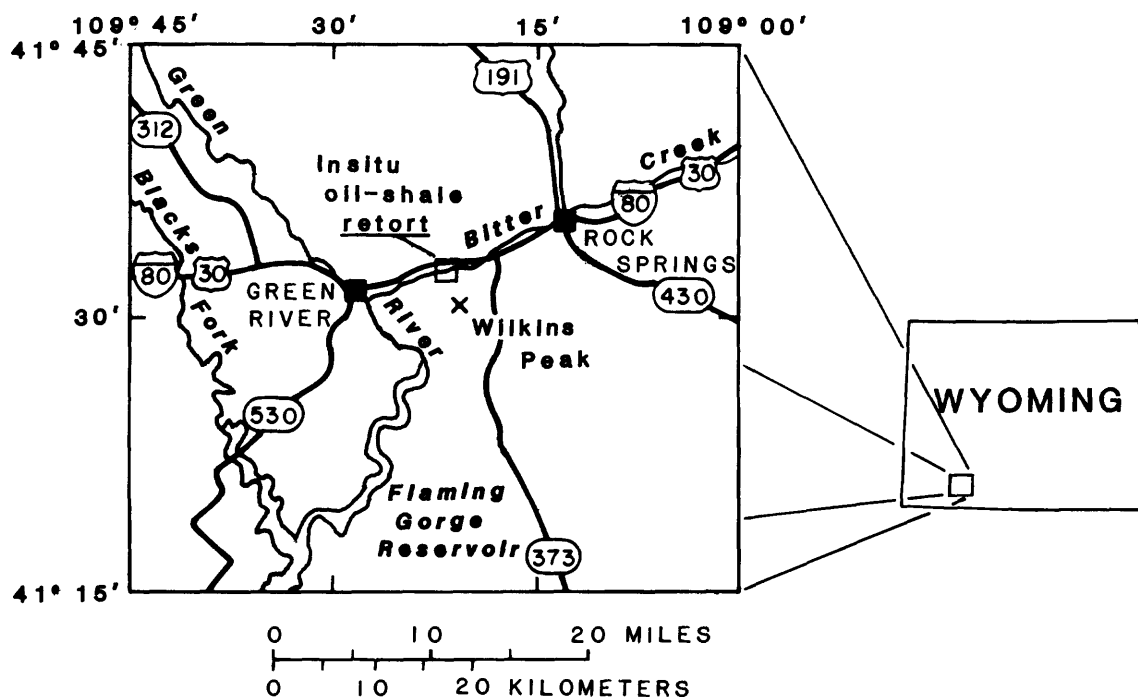 109° 45′ 30′ 15′ 109° 00′
41° 45′
191
Green
312
Creek
30
80
Insitu
oil-shale
retort
Blacks
Bitter
ROCK
SPRINGS
80
30
GREEN
RIVER
River
430
30′
Fork
Wilkins
Peak
WYOMING
530
Flaming
Gorge
Reservoir
373
41° 15′
0 10 20 MILES
0 10 20 KILOMETERS